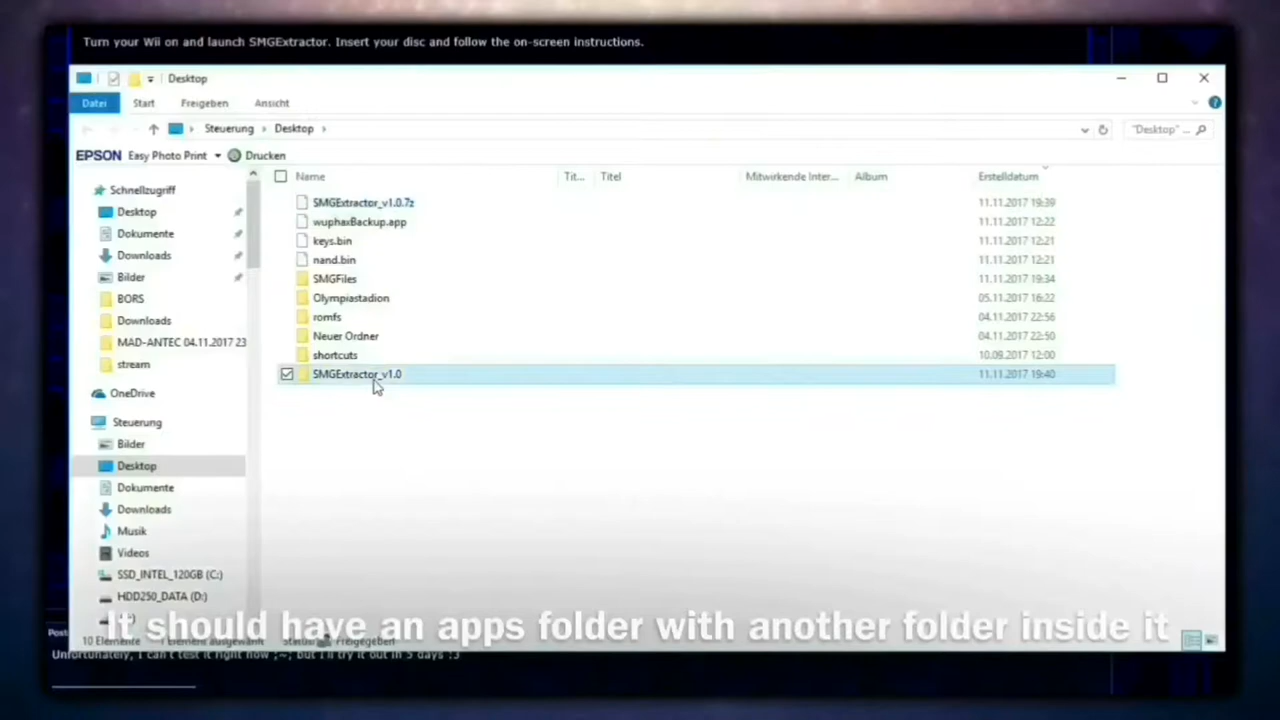 Turn your Wii on and launch SMGExtractor. Insert your disc and follow the on-screen instructions.
Desktop
Datei Start Freigeben Ansicht
Steuerung Desktop
"Desktop" ...
EPSON Easy Photo Print Drucken
Name Tit... Titel Mitwirkende Inter... Album Erstelldatum
Schnellzugriff
Desktop
Dokumente
Downloads
Bilder
BORS
Downloads
MAD-ANTEC 04.11.2017 23
stream
OneDrive
Steuerung
Bilder
Desktop
Dokumente
Downloads
Musik
Videos
SSD_INTEL_120GB (C:)
HDD250_DATA (D:)
SMGExtractor_v1.0.7z 11.11.2017 19:39
wuphaxBackup.app 11.11.2017 12:22
keys.bin 11.11.2017 12:21
nand.bin 11.11.2017 12:21
SMGFiles 11.11.2017 19:34
Olympiastadion 05.11.2017 16:22
romfs 04.11.2017 22:56
Neuer Ordner 04.11.2017 22:50
shortcuts 10.09.2017 12:00
SMGExtractor_v1.0 11.11.2017 19:40
It should have an apps folder with another folder inside it
10 Elemente 1 Element ausgewählt Status: Freigegeben
Post
Unfortunately, I can't test it right now ;~; but I'll try it out in 5 days :3